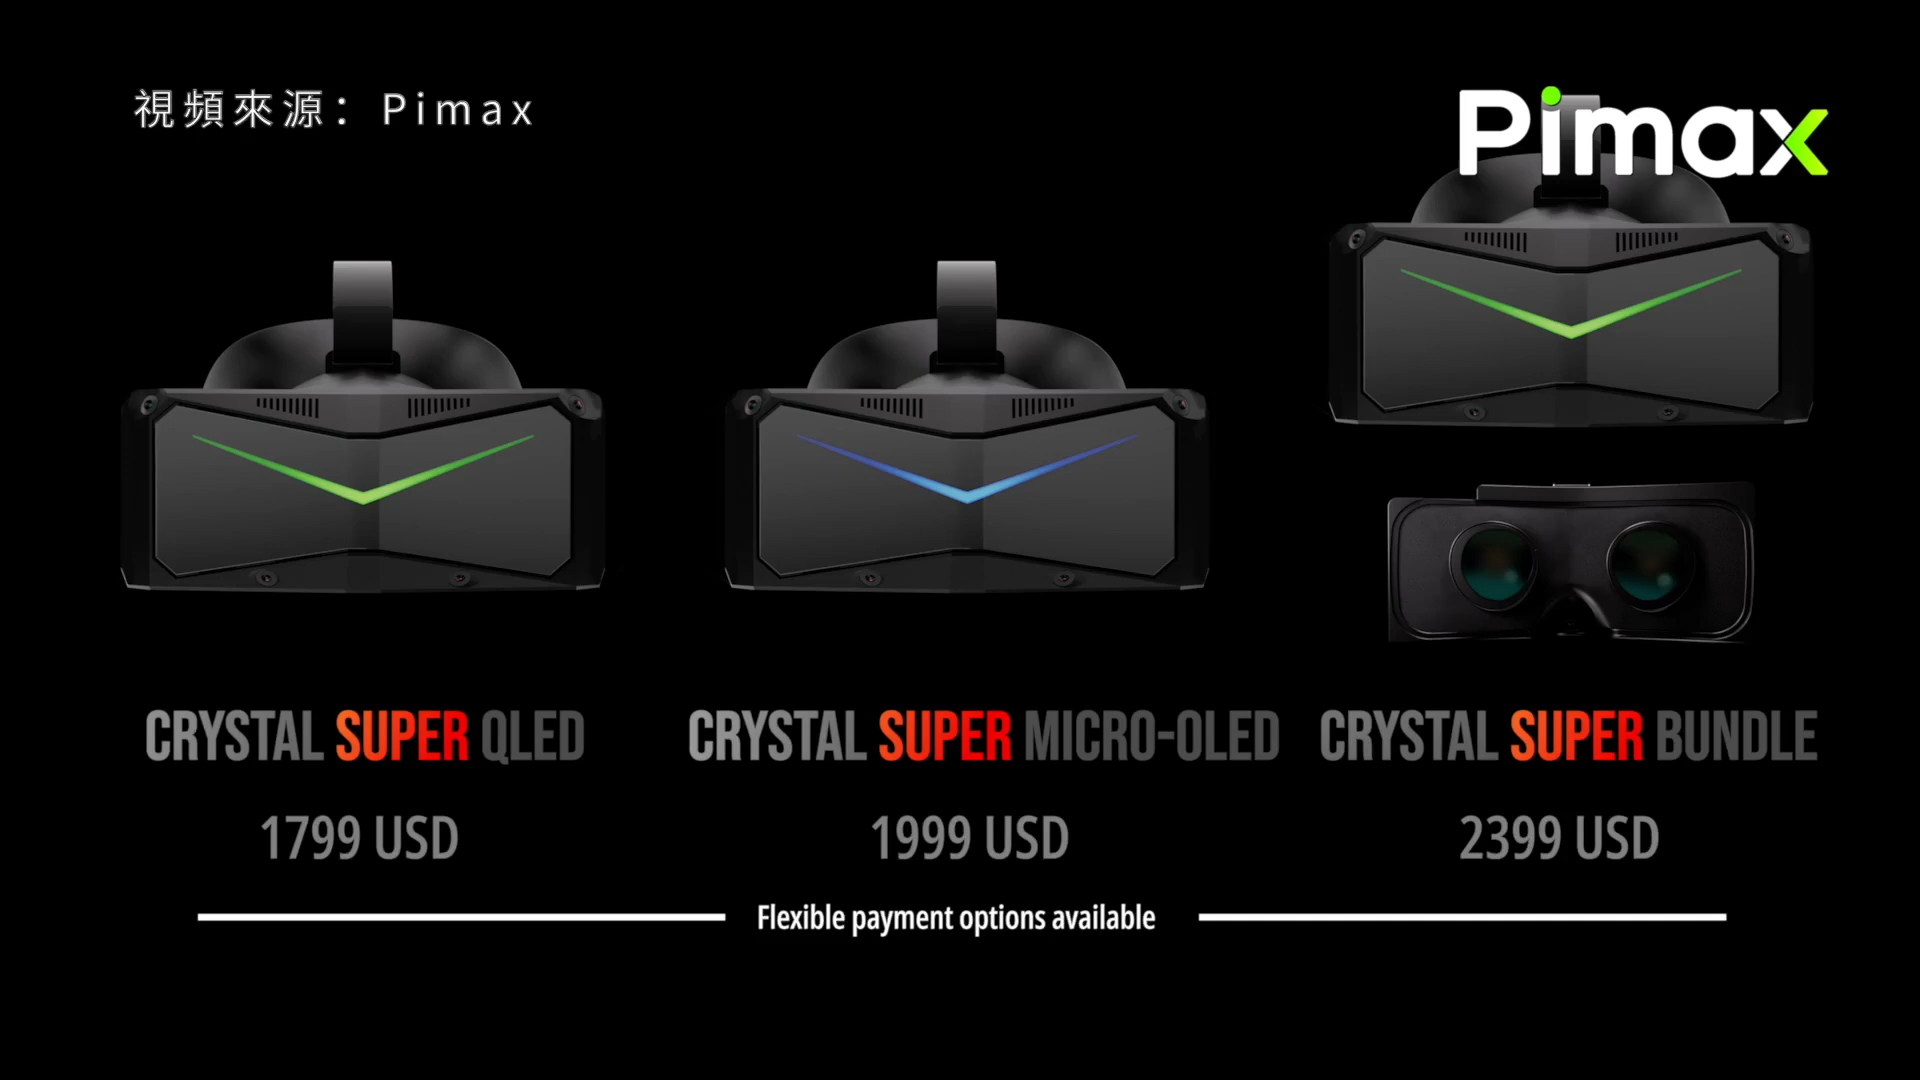 視頻來源：Pimax
Pimax
CRYSTAL SUPER QLED
1799 USD
CRYSTAL SUPER MICRO-OLED
1999 USD
CRYSTAL SUPER BUNDLE
2399 USD
Flexible payment options available